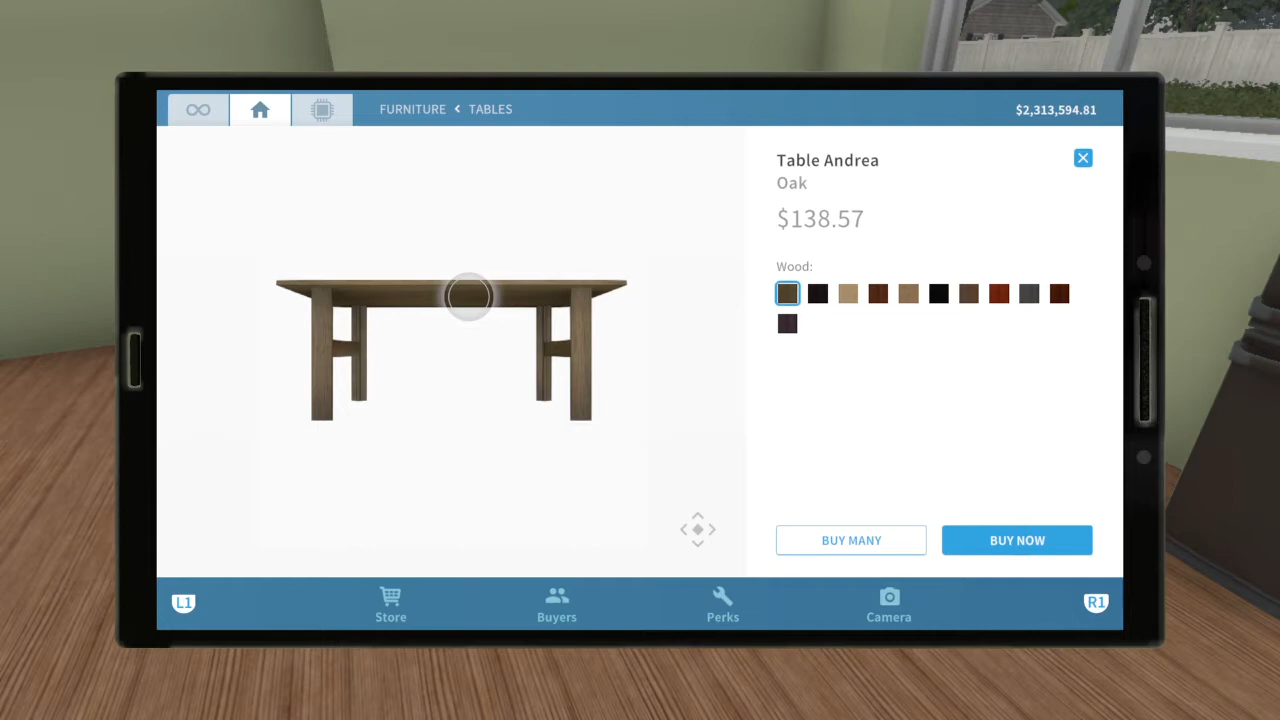 FURNITURE < TABLES
$2,313,594.81
Table Andrea
Oak
$138.57
Wood:
BUY MANY
BUY NOW
L1
Store
Buyers
Perks
Camera
R1